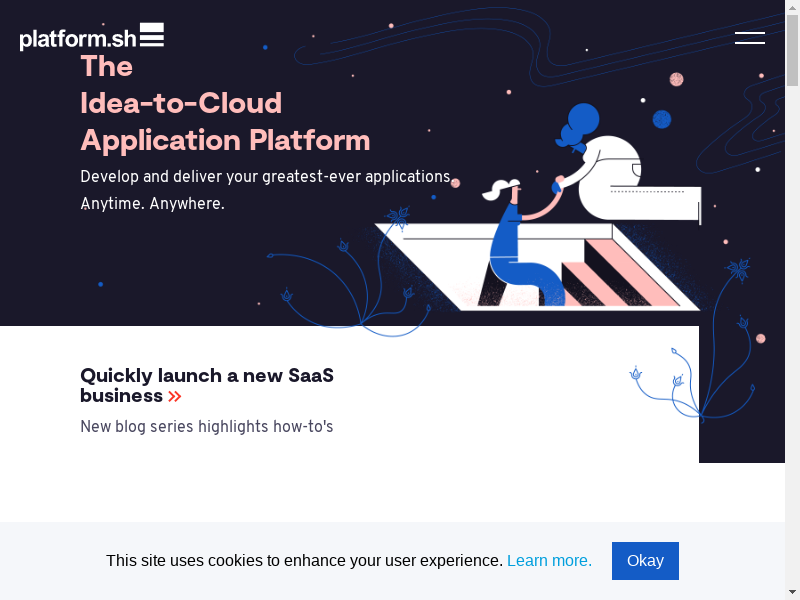 platform.sh
The
Idea-to-Cloud
Application Platform
Develop and deliver your greatest-ever applications.
Anytime. Anywhere.
Quickly launch a new SaaS
business »
New blog series highlights how-to's
This site uses cookies to enhance your user experience. Learn more. Okay